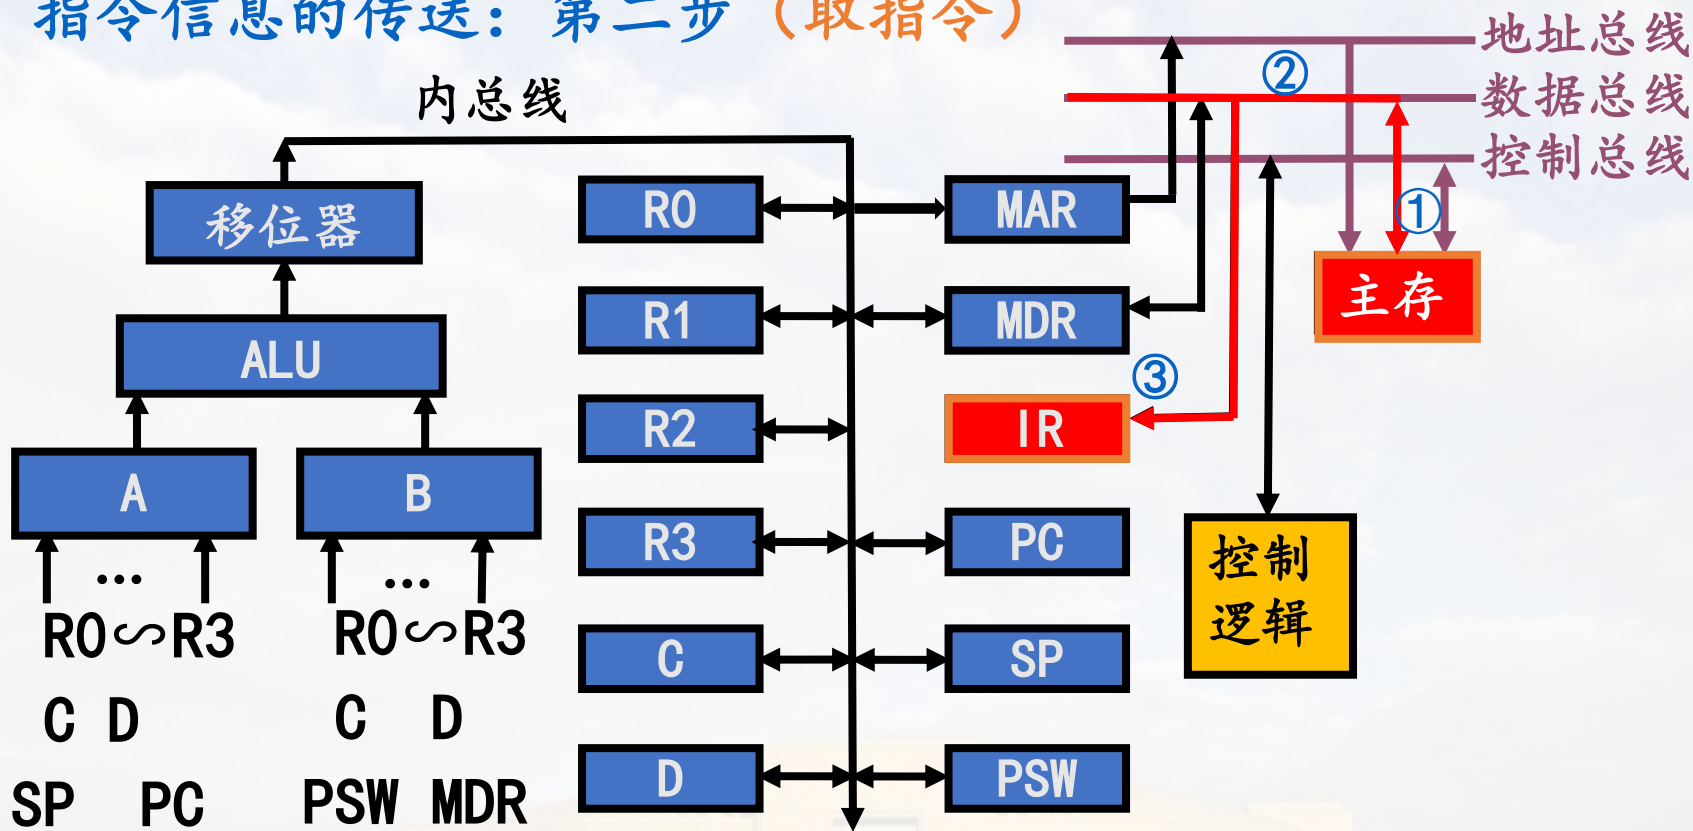 指令信息的传送：第二步（取指令）
地址总线
②
数据总线
内总线
控制总线
移位器
R0
MAR
①
主存
R1
MDR
ALU
③
R2
IR
A
B
R3
PC
控制
逻辑
...
...
R0∽R3
R0∽R3
C
SP
C D
C D
D
PSW
SP PC
PSW MDR